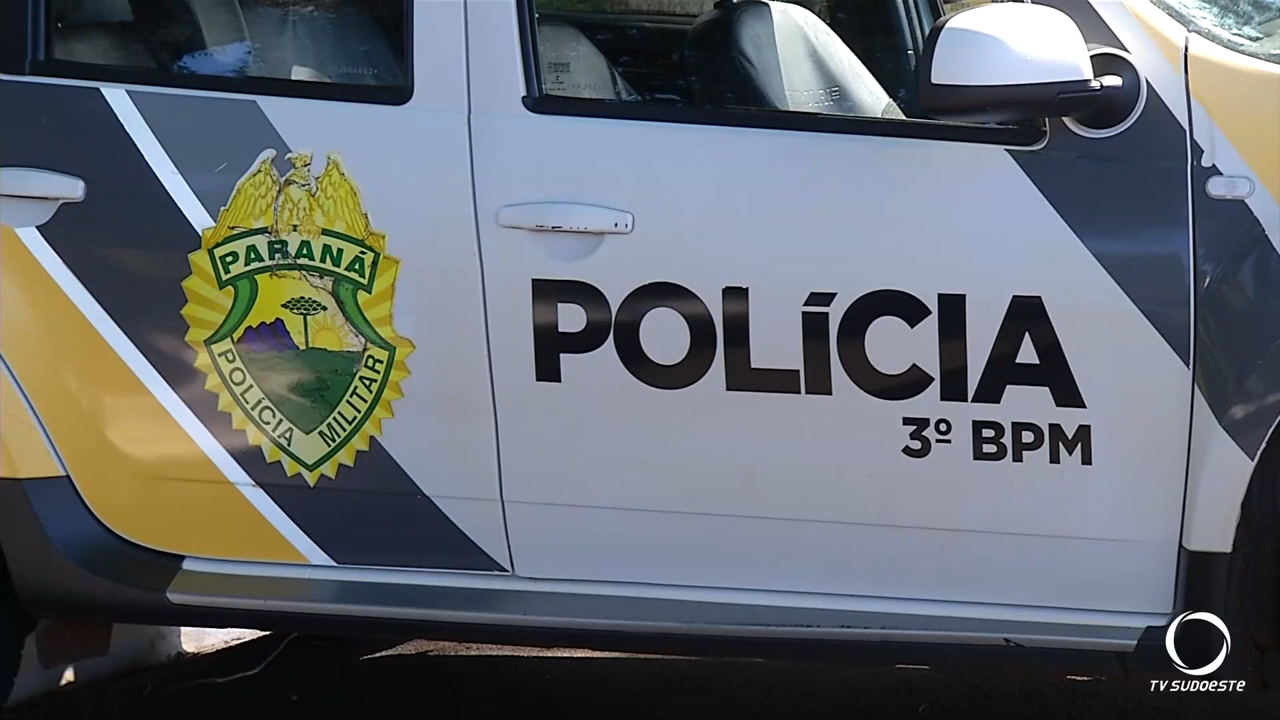 PARANÁ
POLÍCIA MILITAR
POLÍCIA
3º BPM
TV SUDOESTE